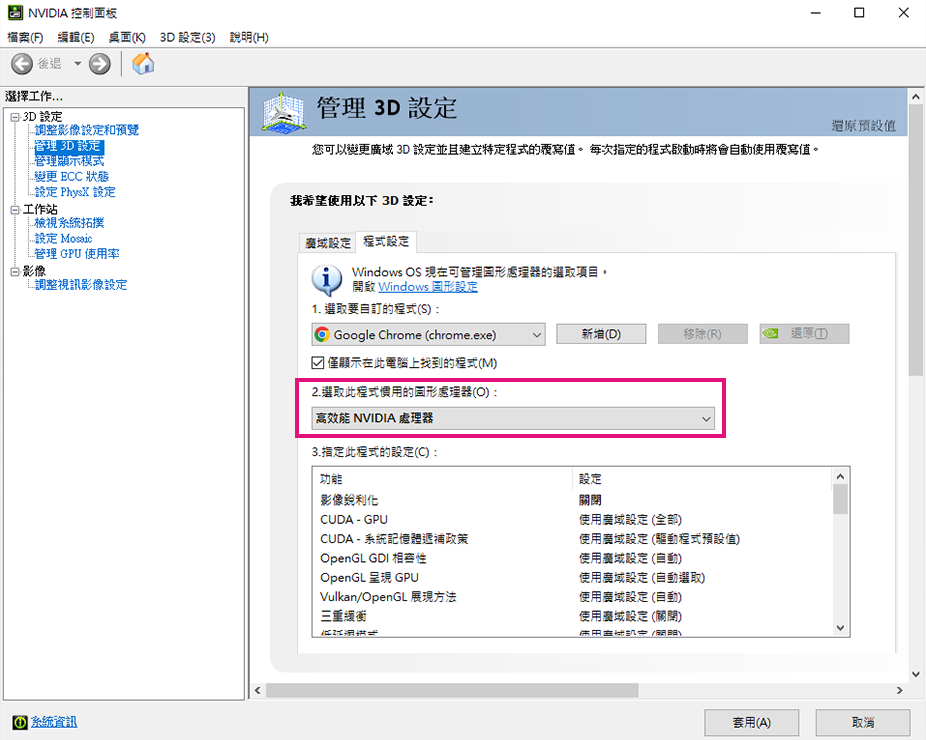 NVIDIA 控制面板
檔案(F) 編輯(E) 桌面(K) 3D 設定(3) 說明(H)
後退
選擇工作...
3D 設定
調整影像設定和預覽
管理 3D 設定
管理顯示模式
變更 ECC 狀態
設定 PhysX 設定
工作站
檢視系統拓撲
設定 Mosaic
管理 GPU 使用率
影像
調整視訊影像設定
管理 3D 設定
還原預設值
您可以變更廣域 3D 設定並且建立特定程式的覆寫值。 每次指定的程式啟動時將會自動使用覆寫值。
我希望使用以下 3D 設定:
廣域設定 程式設定
Windows OS 現在可管理圖形處理器的選取項目。
開啟 Windows 圖形設定
1. 選取要自訂的程式(S) :
Google Chrome (chrome.exe) 新增(D) 移除(R) 還原(T)
僅顯示在此電腦上找到的程式(M)
2.選取此程式慣用的圖形處理器(O) :
高效能 NVIDIA 處理器
3.指定此程式的設定(C) :
功能 設定
影像銳利化 關閉
CUDA - GPU 使用廣域設定 (全部)
CUDA - 系統記憶體遞補政策 使用廣域設定 (驅動程式預設值)
OpenGL GDI 相容性 使用廣域設定 (自動)
OpenGL 呈現 GPU 使用廣域設定 (自動選取)
Vulkan/OpenGL 展現方法 使用廣域設定 (自動)
三重緩衝 使用廣域設定 (關閉)
低延遲模式 使用廣域設定 (關閉)
系統資訊
套用(A) 取消